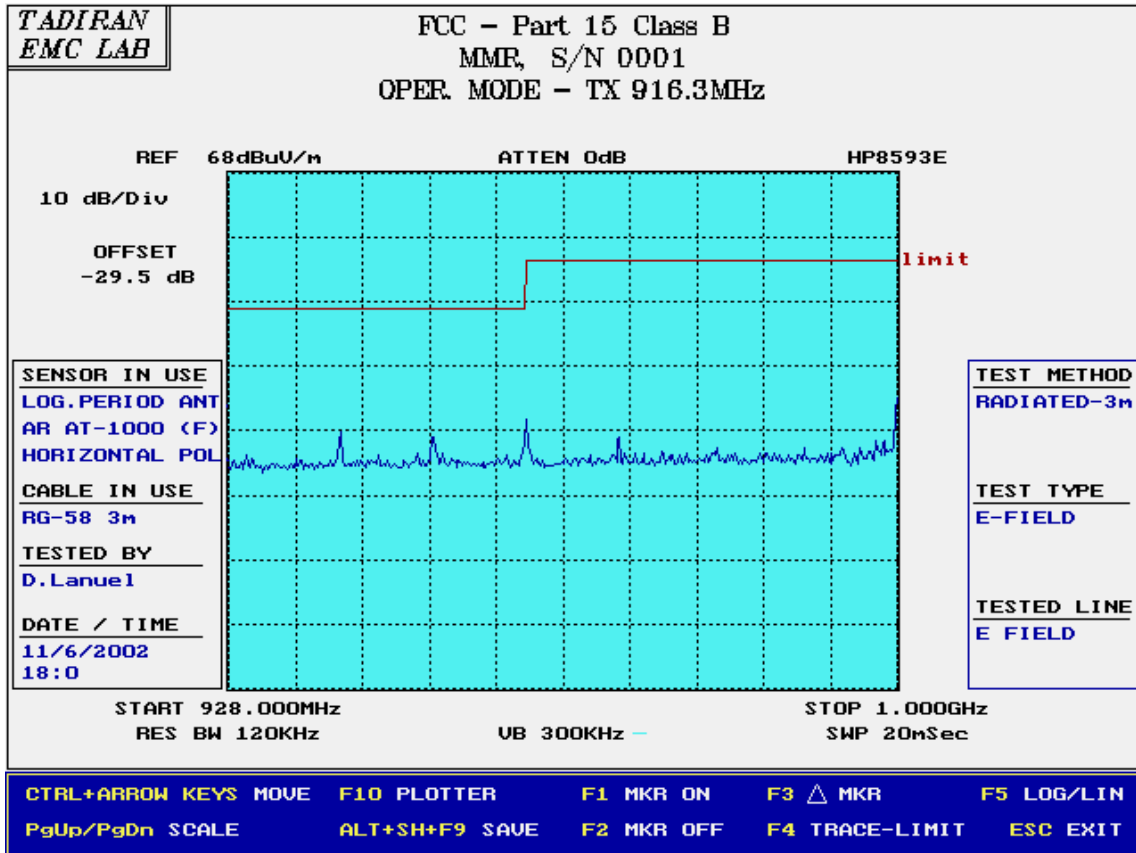 TADIRAN
EMC LAB
FCC – Part 15 Class B
MMR, S/N 0001
OPER. MODE – TX 916.3MHz
REF 68dBuV/m ATTEN 0dB HP8593E
10 dB/Div
OFFSET
-29.5 dB
limit
SENSOR IN USE
LOG.PERIOD ANT
AR AT-1000 (F)
HORIZONTAL POL
CABLE IN USE
RG-58 3m
TESTED BY
D.Lanuel
DATE / TIME
11/6/2002
18:0
TEST METHOD
RADIATED-3m
TEST TYPE
E-FIELD
TESTED LINE
E FIELD
START 928.000MHz STOP 1.000GHz
RES BW 120KHz VB 300KHz SWP 20mSec
CTRL+ARROW KEYS MOVE F10 PLOTTER F1 MKR ON F3 △ MKR F5 LOG/LIN
PgUp/PgDn SCALE ALT+SH+F9 SAVE F2 MKR OFF F4 TRACE-LIMIT ESC EXIT